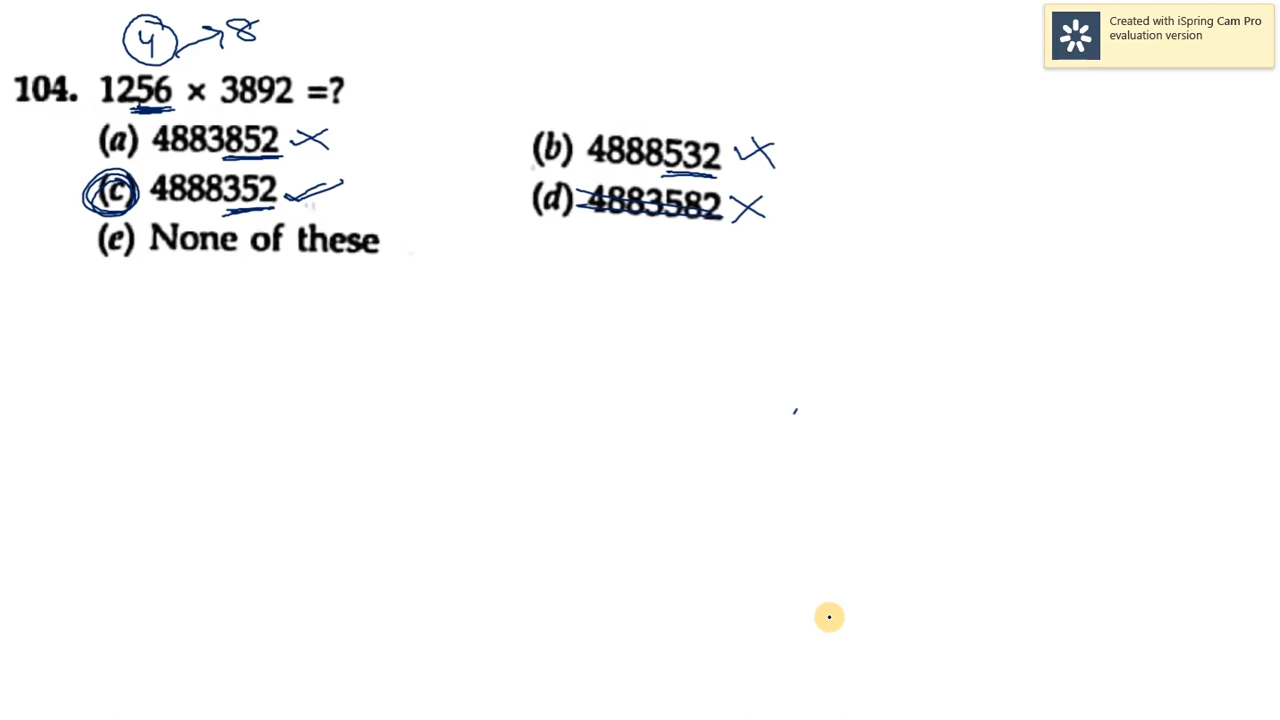 Created with iSpring Cam Pro
evaluation version
4 → 8
104. 1256 × 3892 =?
(a) 4883852 ×
(b) 4888532 ×
(c) 4888352 ✓
(d) 4883582 ×
(e) None of these